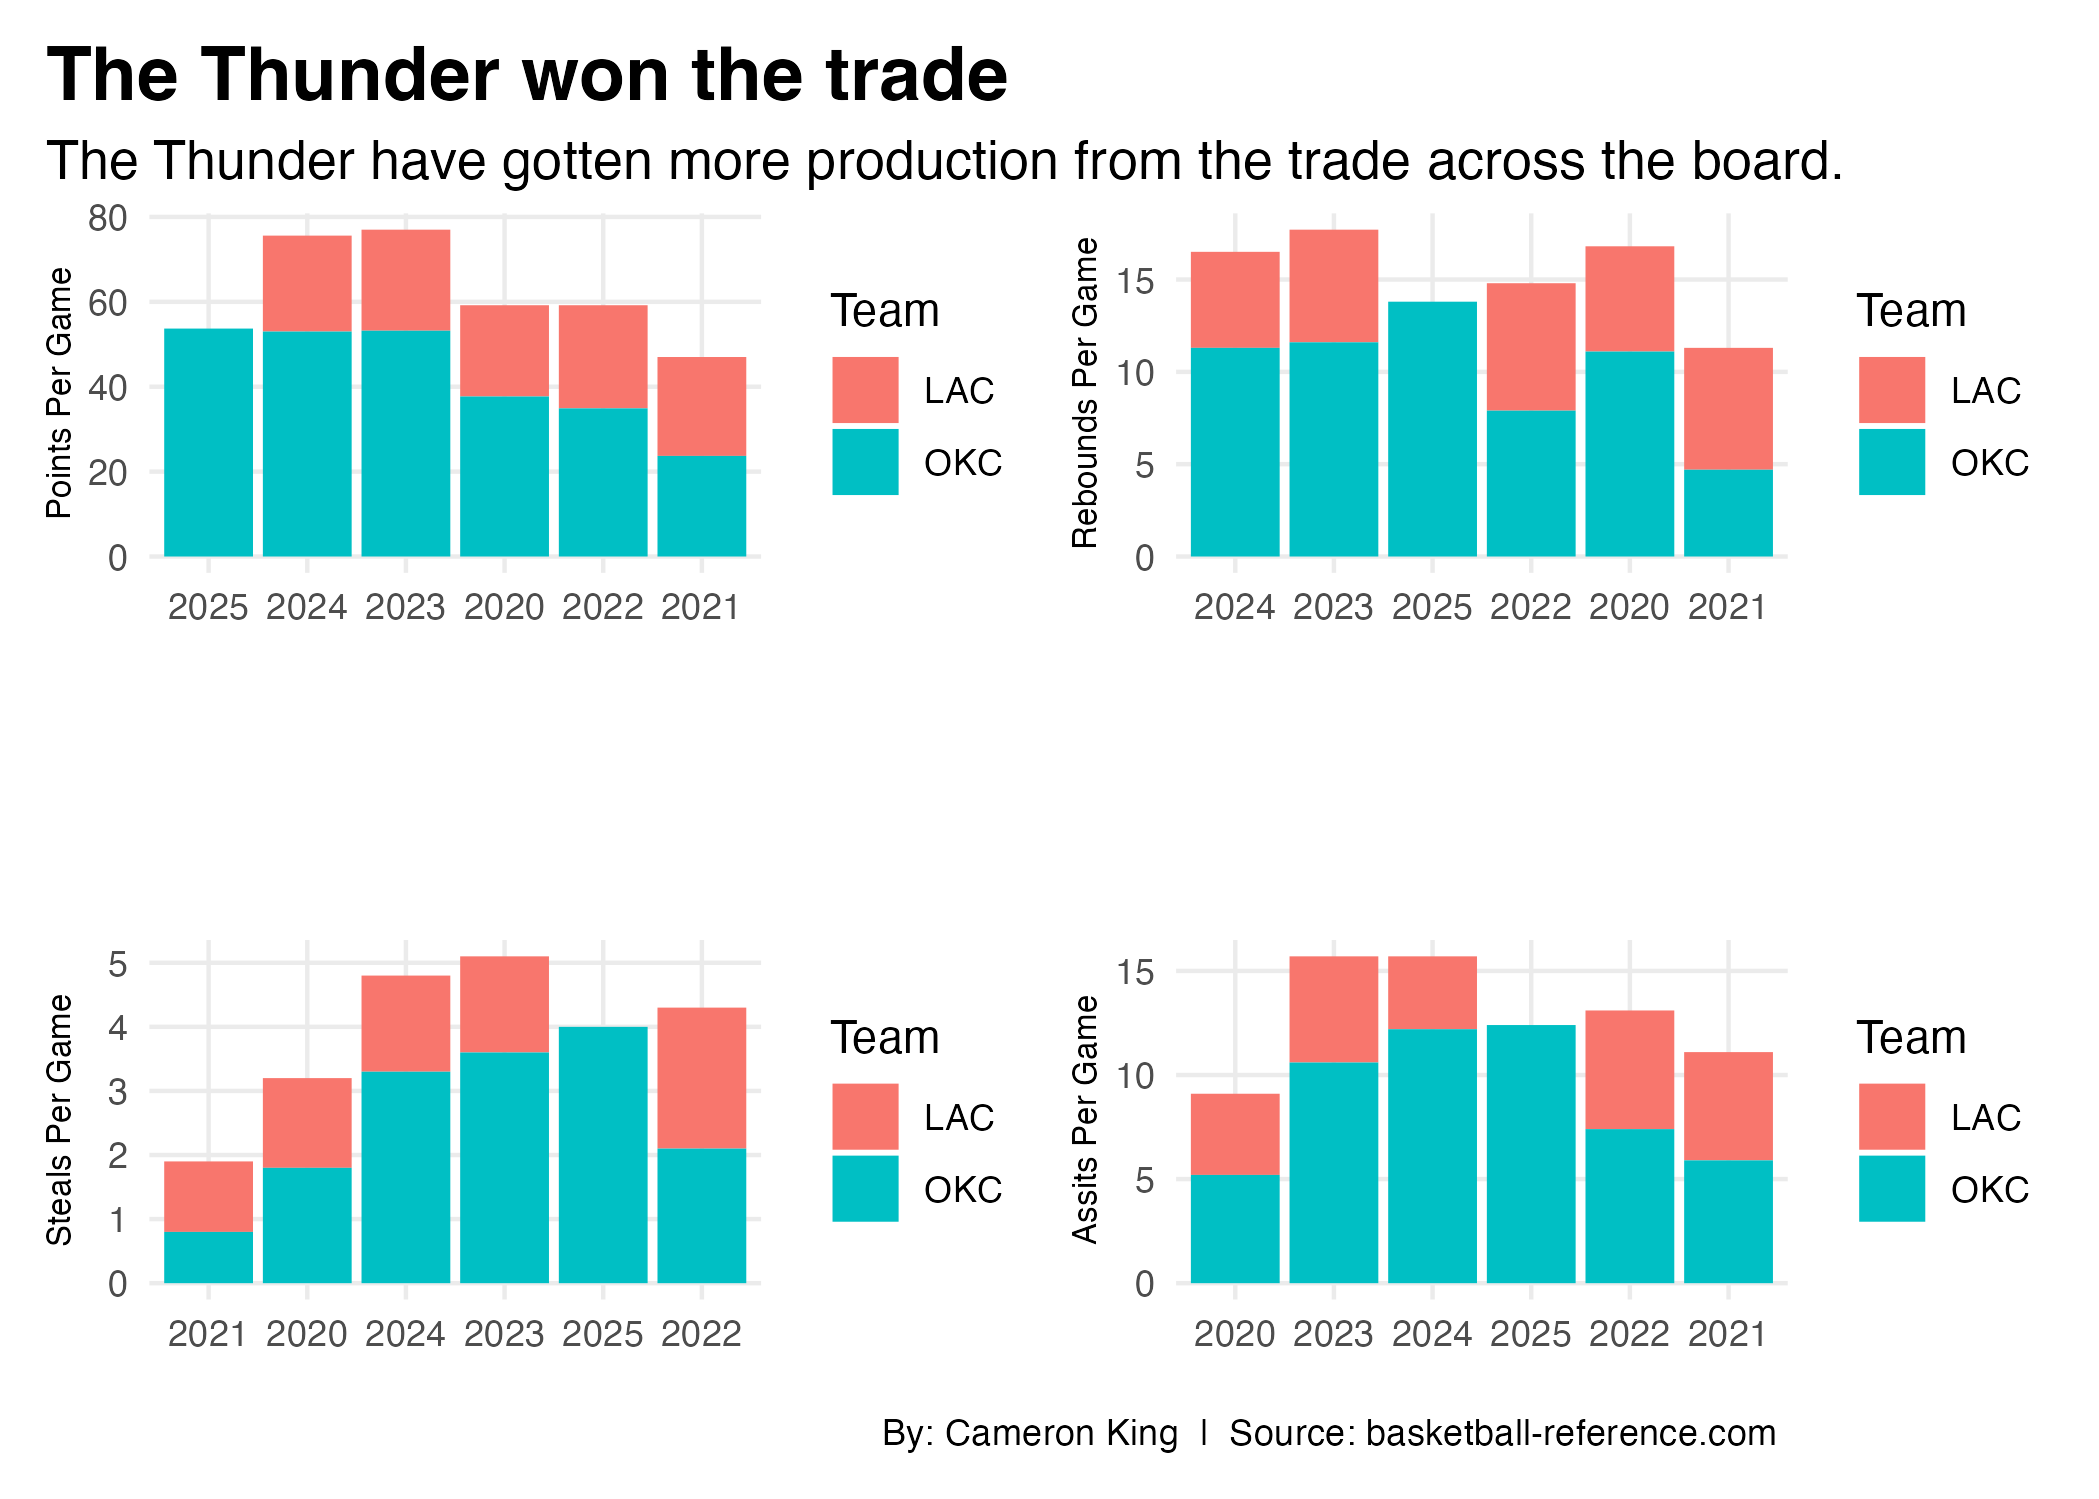 The Thunder won the trade
The Thunder have gotten more production from the trade across the board.
Points Per Game
80
60
40
20
0
2025 2024 2023 2020 2022 2021
Team
LAC
OKC
Rebounds Per Game
15
10
5
0
2024 2023 2025 2022 2020 2021
Team
LAC
OKC
Steals Per Game
5
4
3
2
1
0
2021 2020 2024 2023 2025 2022
Team
LAC
OKC
Assits Per Game
15
10
5
0
2020 2023 2024 2025 2022 2021
Team
LAC
OKC
By: Cameron King | Source: basketball-reference.com